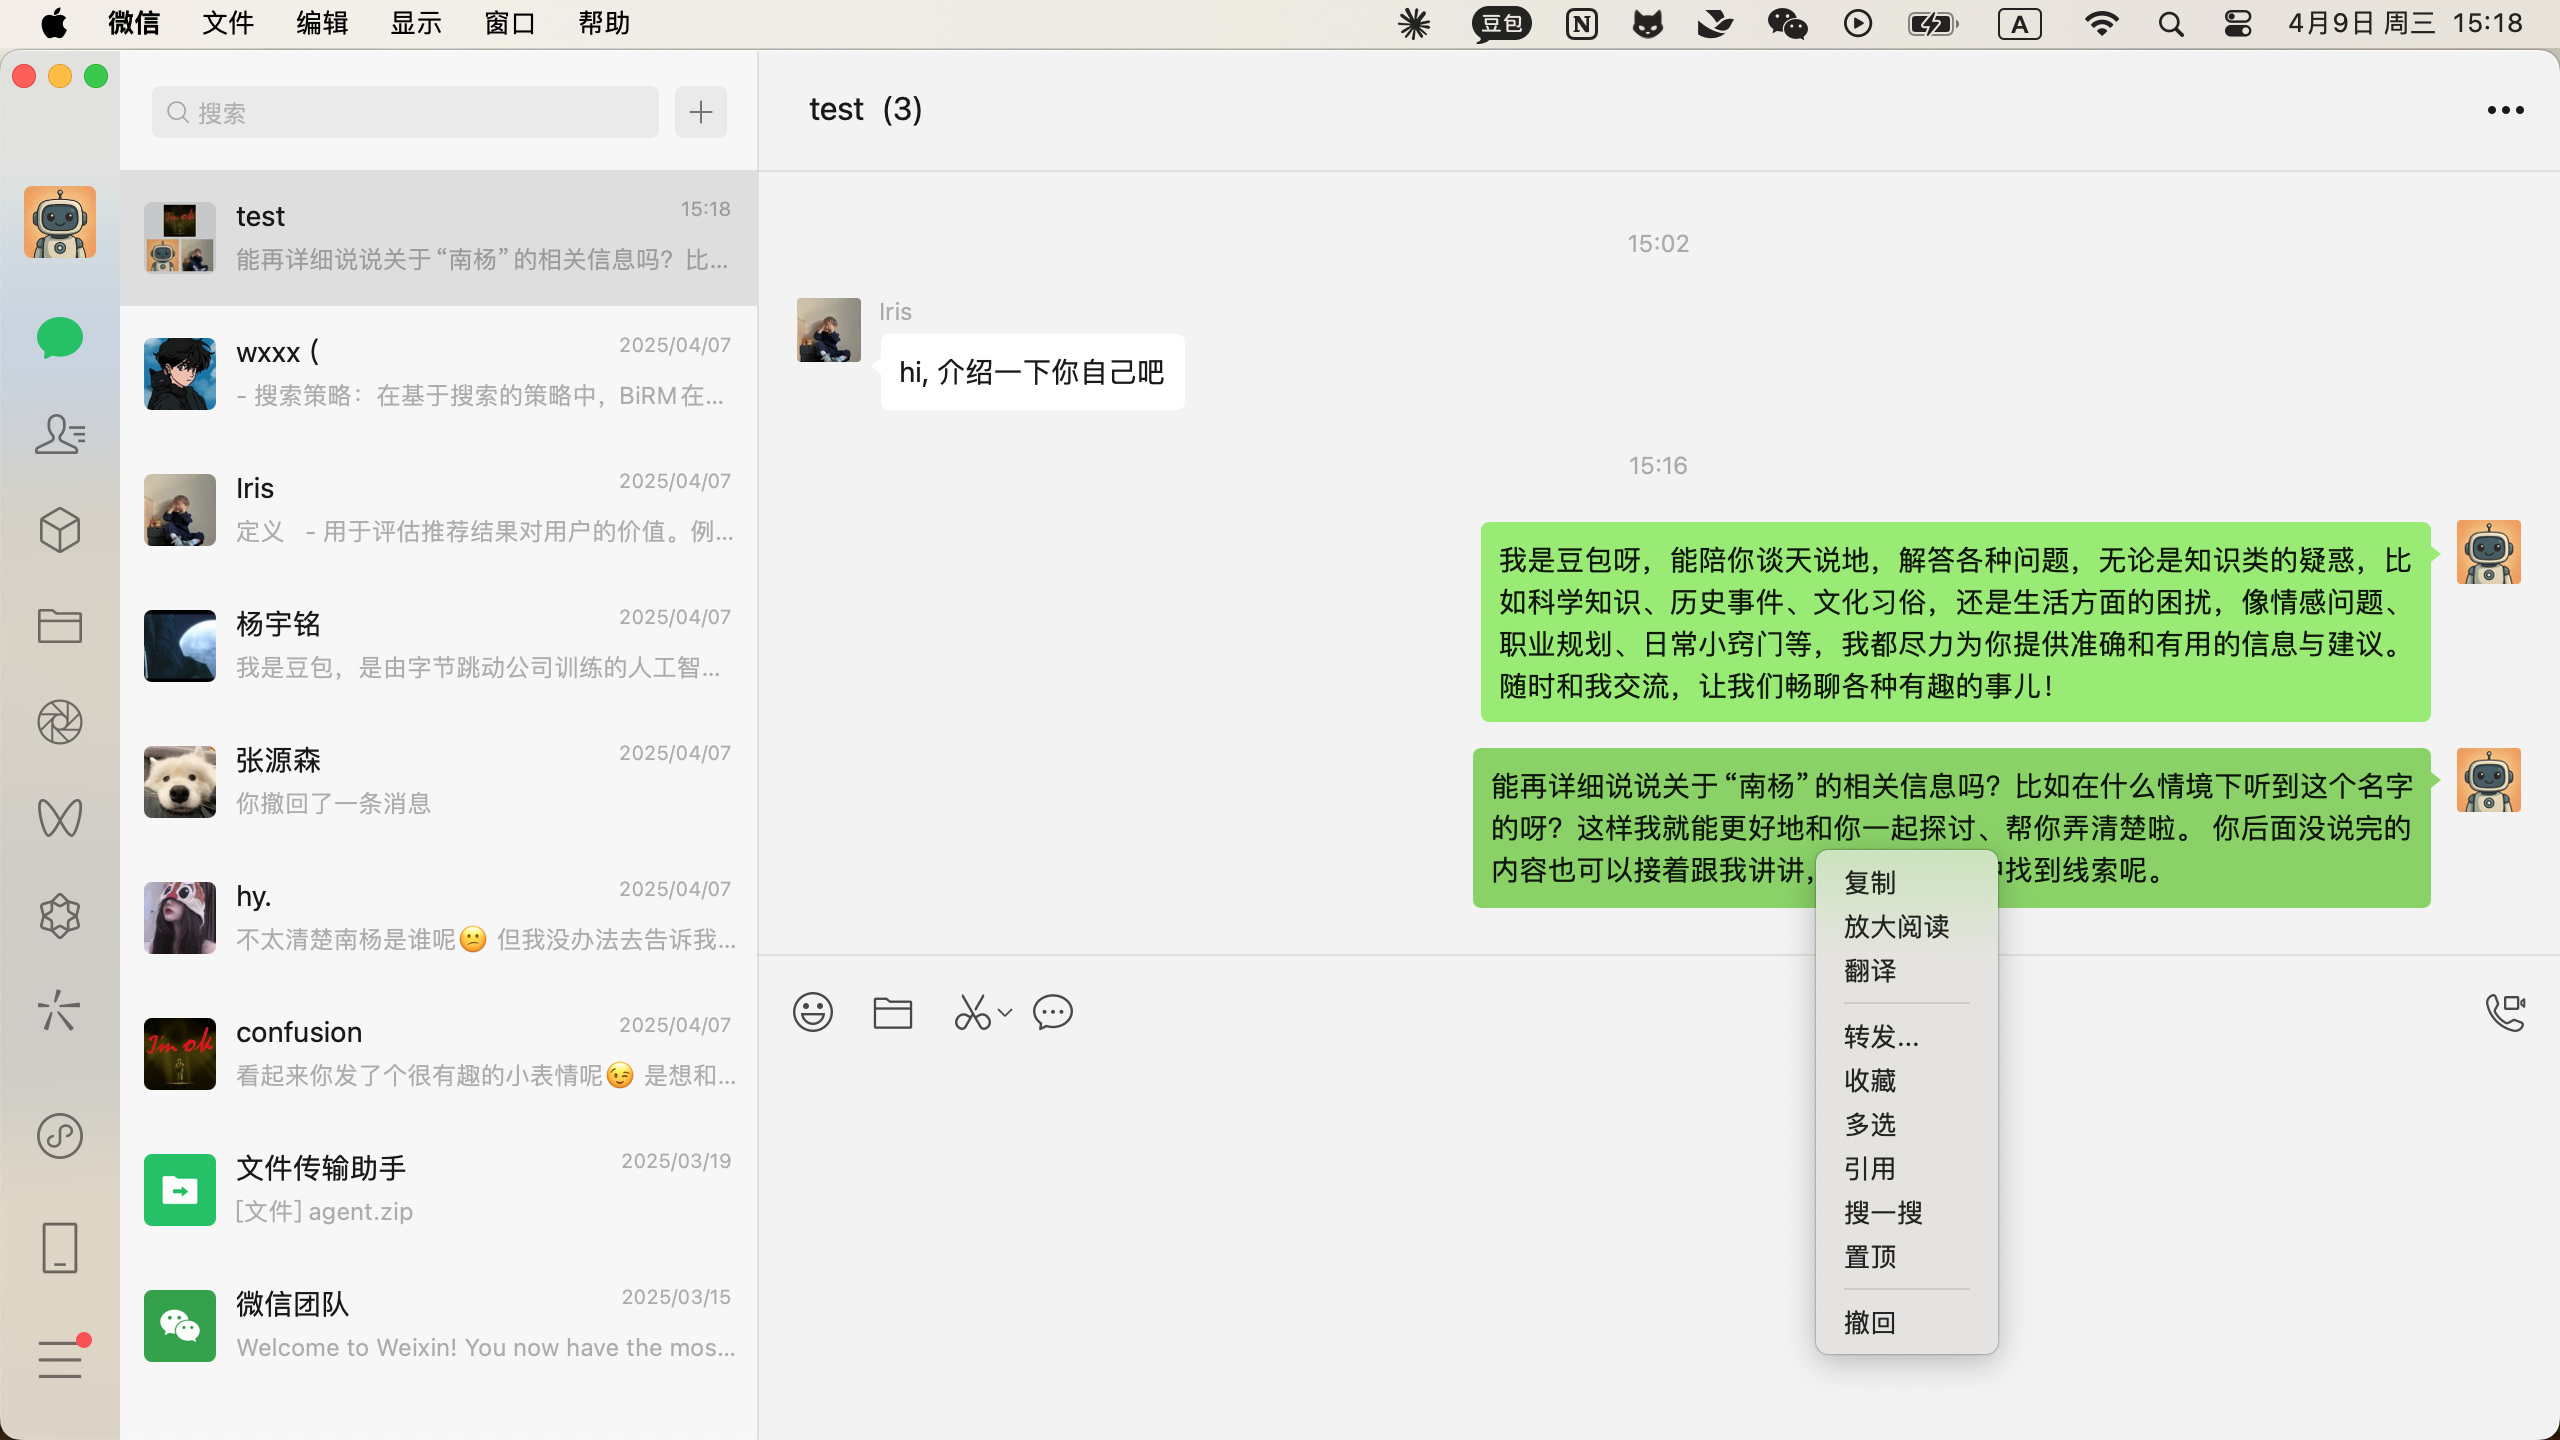 微信 文件 编辑 显示 窗口 帮助 豆包 N A 4月9日 周三 15:18
搜索
test 15:18
能再详细说说关于“南杨”的相关信息吗？比...
wxxx ( 2025/04/07
- 搜索策略：在基于搜索的策略中，BiRM在...
Iris 2025/04/07
定义 - 用于评估推荐结果对用户的价值。例...
杨宇铭 2025/04/07
我是豆包，是由字节跳动公司训练的人工智...
张源森 2025/04/07
你撤回了一条消息
hy. 2025/04/07
不太清楚南杨是谁呢😕 但我没办法去告诉我...
I'm ok
confusion 2025/04/07
看起来你发了个很有趣的小表情呢😉 是想和...
文件传输助手 2025/03/19
[文件] agent.zip
微信团队 2025/03/15
Welcome to Weixin! You now have the mos...
test (3)
15:02
Iris
hi, 介绍一下你自己吧
15:16
我是豆包呀，能陪你谈天说地，解答各种问题，无论是知识类的疑惑，比
如科学知识、历史事件、文化习俗，还是生活方面的困扰，像情感问题、
职业规划、日常小窍门等，我都尽力为你提供准确和有用的信息与建议。
随时和我交流，让我们畅聊各种有趣的事儿！
能再详细说说关于“南杨”的相关信息吗？比如在什么情境下听到这个名字
的呀？这样我就能更好地和你一起探讨、帮你弄清楚啦。 你后面没说完的
内容也可以接着跟我讲讲， 找到线索呢。
复制
放大阅读
翻译
转发...
收藏
多选
引用
搜一搜
置顶
撤回